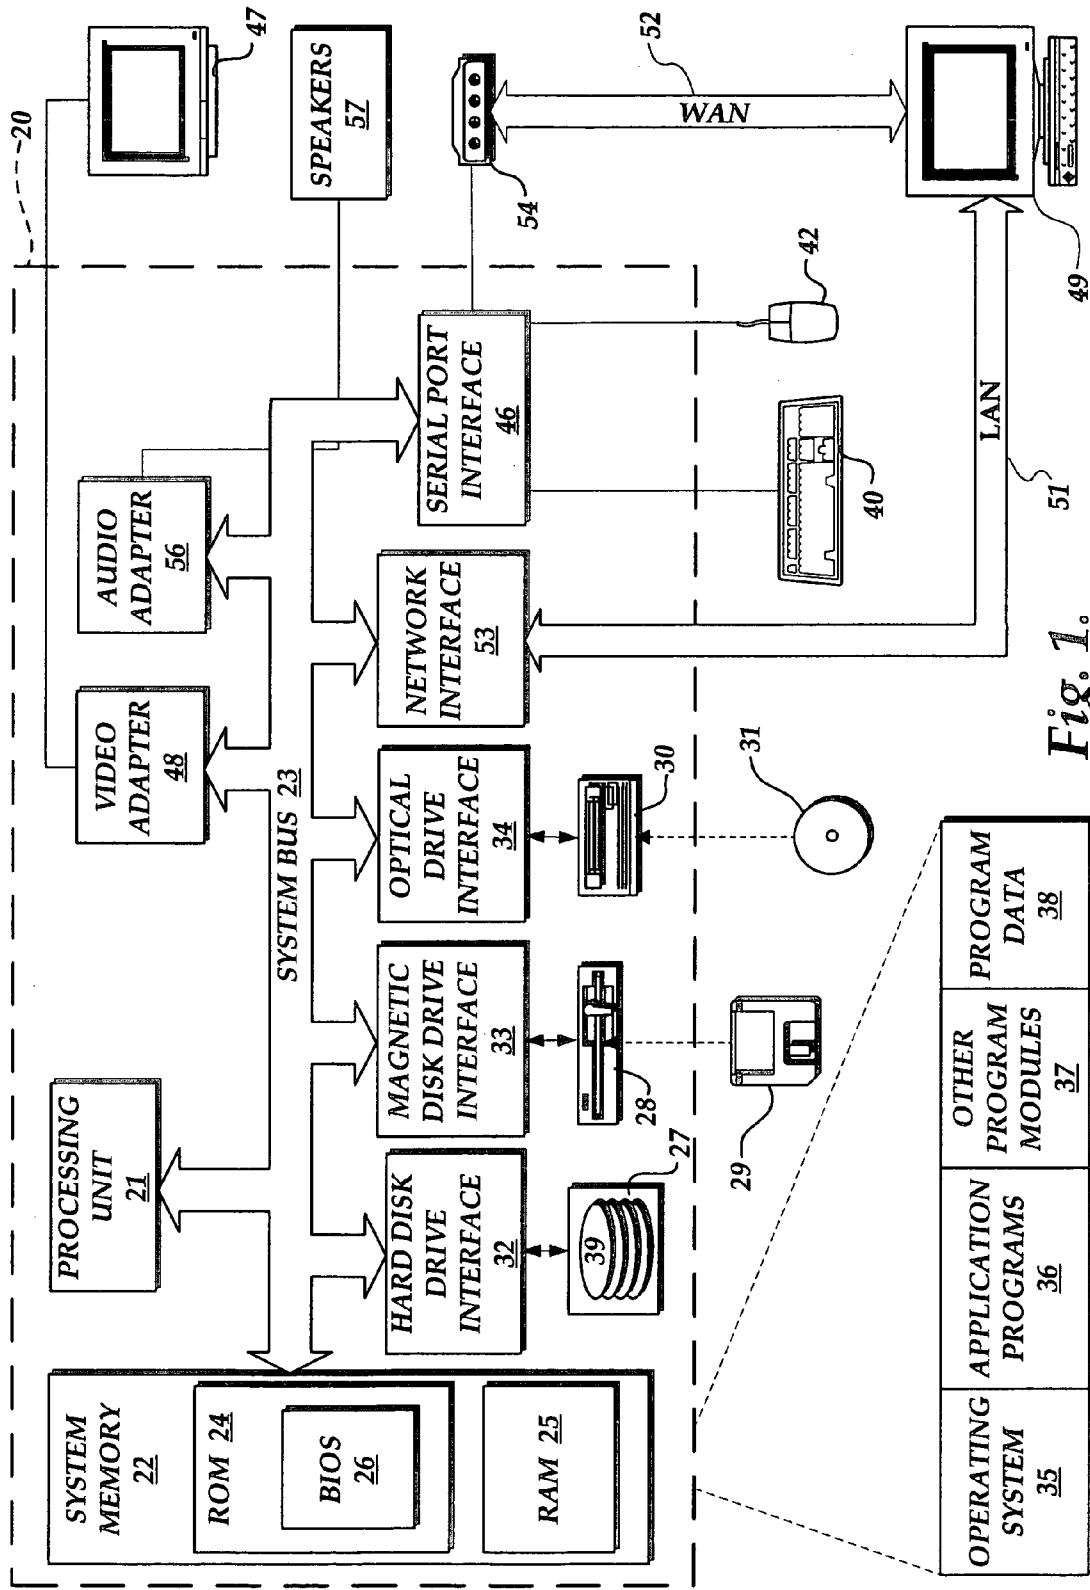 20
47
SYSTEM
MEMORY
22
ROM 24
BIOS
26
RAM 25
PROCESSING
UNIT
21
VIDEO
ADAPTER
48
AUDIO
ADAPTER
56
SPEAKERS
57
SYSTEM BUS 23
HARD DISK
DRIVE
INTERFACE
32
MAGNETIC
DISK DRIVE
INTERFACE
33
OPTICAL
DRIVE
INTERFACE
34
NETWORK
INTERFACE
53
SERIAL PORT
INTERFACE
46
54
WAN
52
39
27
28
30
29
31
40
42
OPERATING
SYSTEM
35
APPLICATION
PROGRAMS
36
OTHER
PROGRAM
MODULES
37
PROGRAM
DATA
38
LAN
51
49
Fig. 1.